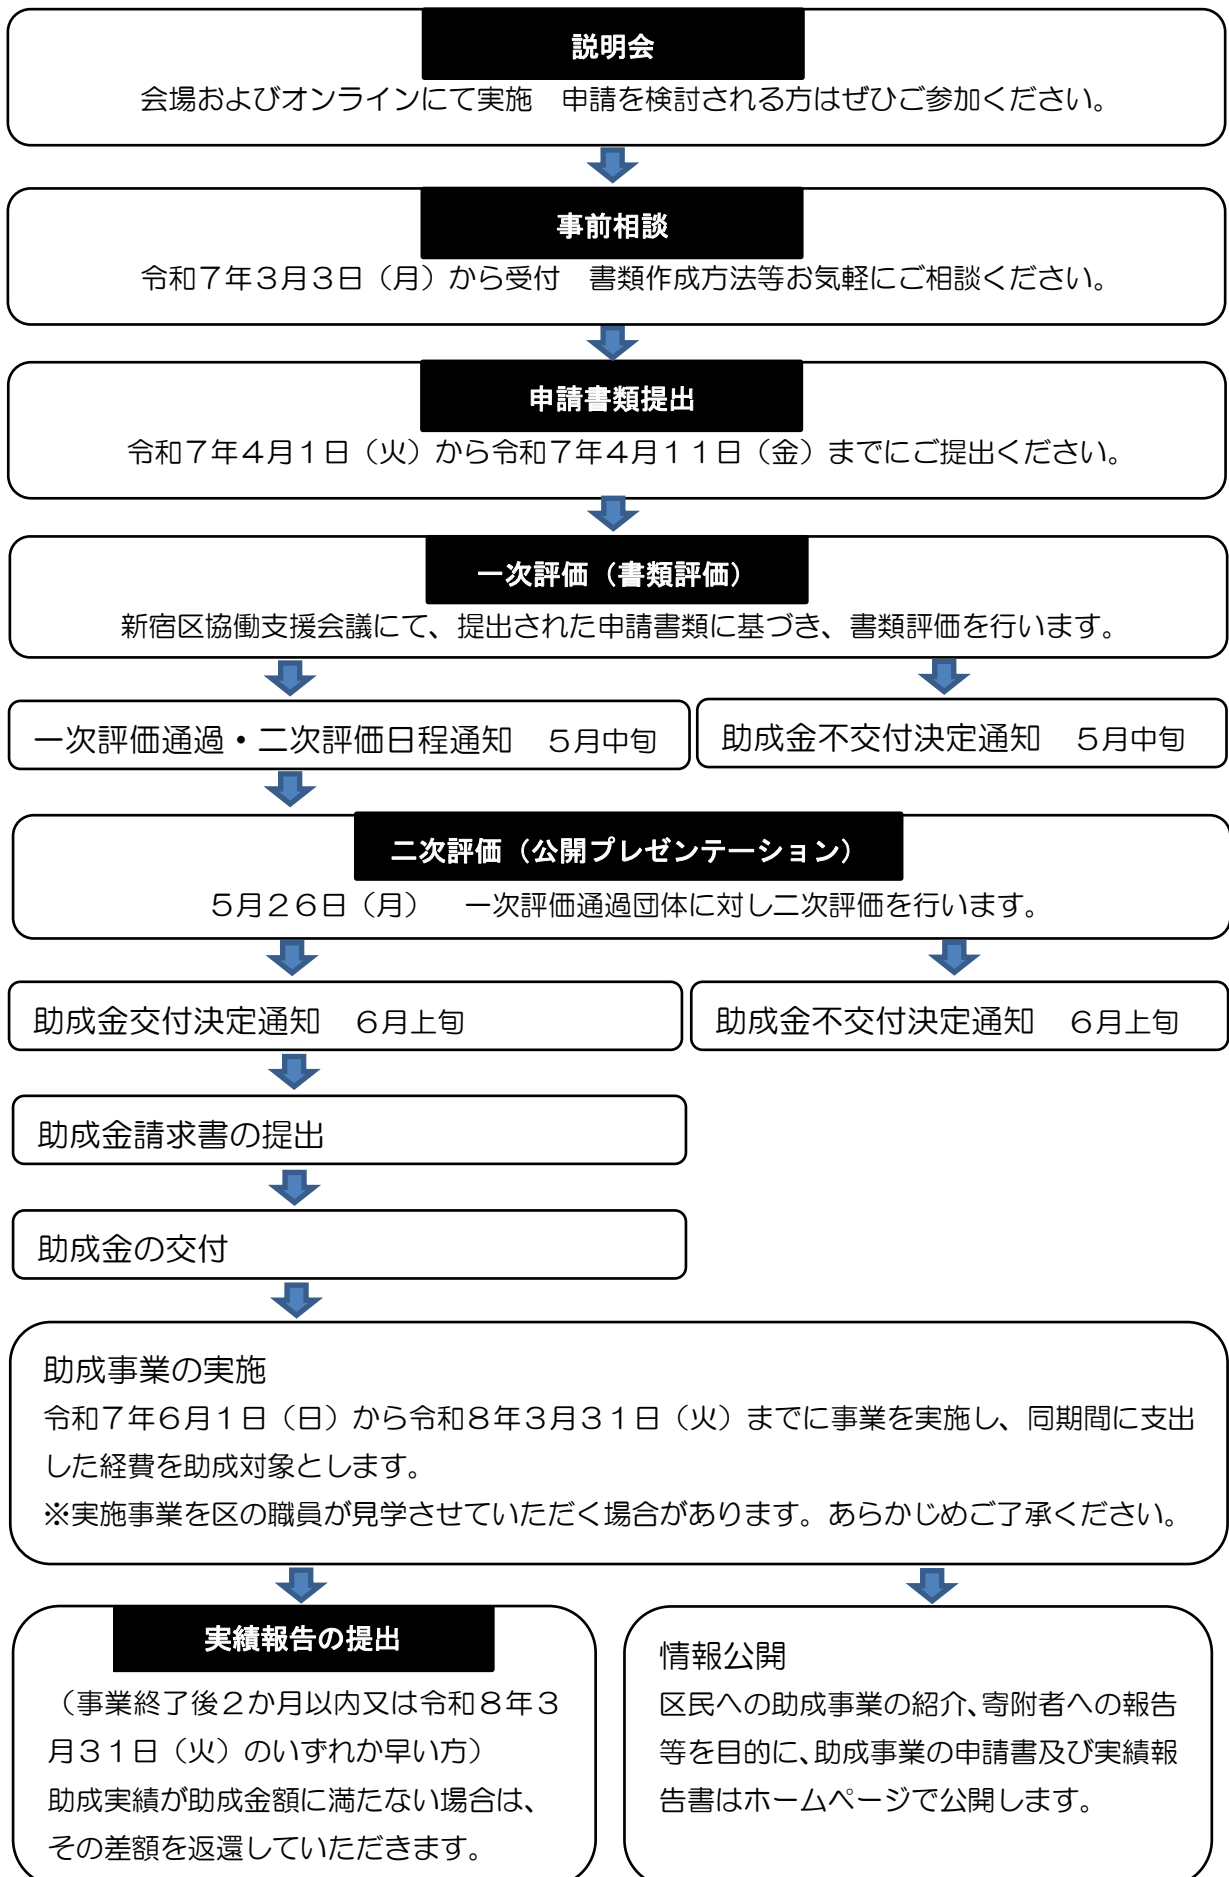 説明会
会場およびオンラインにて実施　申請を検討される方はぜひご参加ください。
事前相談
令和７年３月３日（月）から受付　書類作成方法等お気軽にご相談ください。
申請書類提出
令和７年４月１日（火）から令和７年４月１１日（金）までにご提出ください。
一次評価（書類評価）
新宿区協働支援会議にて、提出された申請書類に基づき、書類評価を行います。
一次評価通過・二次評価日程通知　５月中旬
助成金不交付決定通知　５月中旬
二次評価（公開プレゼンテーション）
５月２６日（月）　一次評価通過団体に対し二次評価を行います。
助成金交付決定通知　６月上旬
助成金不交付決定通知　６月上旬
助成金請求書の提出
助成金の交付
助成事業の実施
令和７年６月１日（日）から令和８年３月３１日（火）までに事業を実施し、同期間に支出
した経費を助成対象とします。
※実施事業を区の職員が見学させていただく場合があります。あらかじめご了承ください。
実績報告の提出
（事業終了後２か月以内又は令和８年３
月３１日（火）のいずれか早い方）
助成実績が助成金額に満たない場合は、
その差額を返還していただきます。
情報公開
区民への助成事業の紹介、寄附者への報告
等を目的に、助成事業の申請書及び実績報
告書はホームページで公開します。